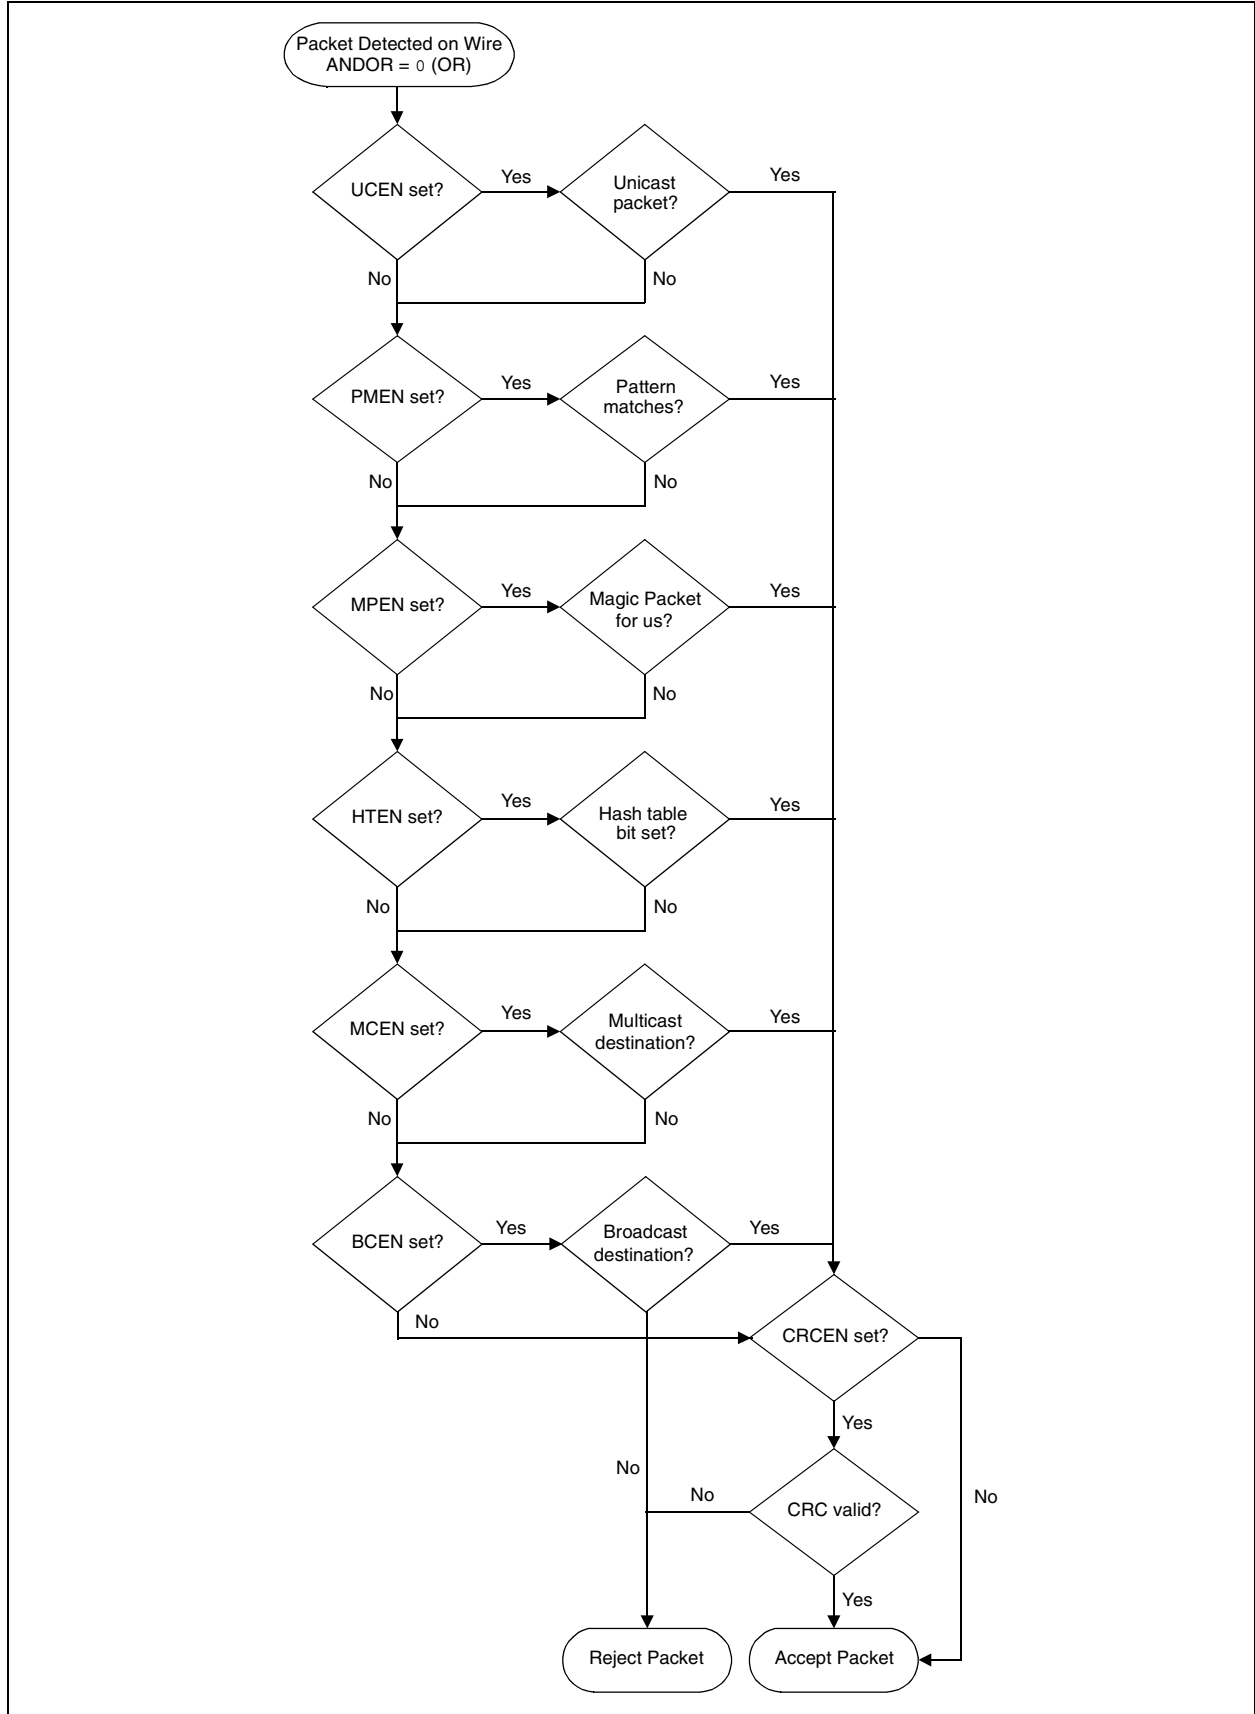 Packet Detected on Wire
ANDOR = 0 (OR)
UCEN set?
Yes
Unicast
packet?
Yes
No
No
PMEN set?
Yes
Pattern
matches?
Yes
No
No
MPEN set?
Yes
Magic Packet
for us?
Yes
No
No
HTEN set?
Yes
Hash table
bit set?
Yes
No
No
MCEN set?
Yes
Multicast
destination?
Yes
No
No
BCEN set?
Yes
Broadcast
destination?
Yes
No
CRCEN set?
Yes
No
No
CRC valid?
No
Yes
Reject Packet
Accept Packet